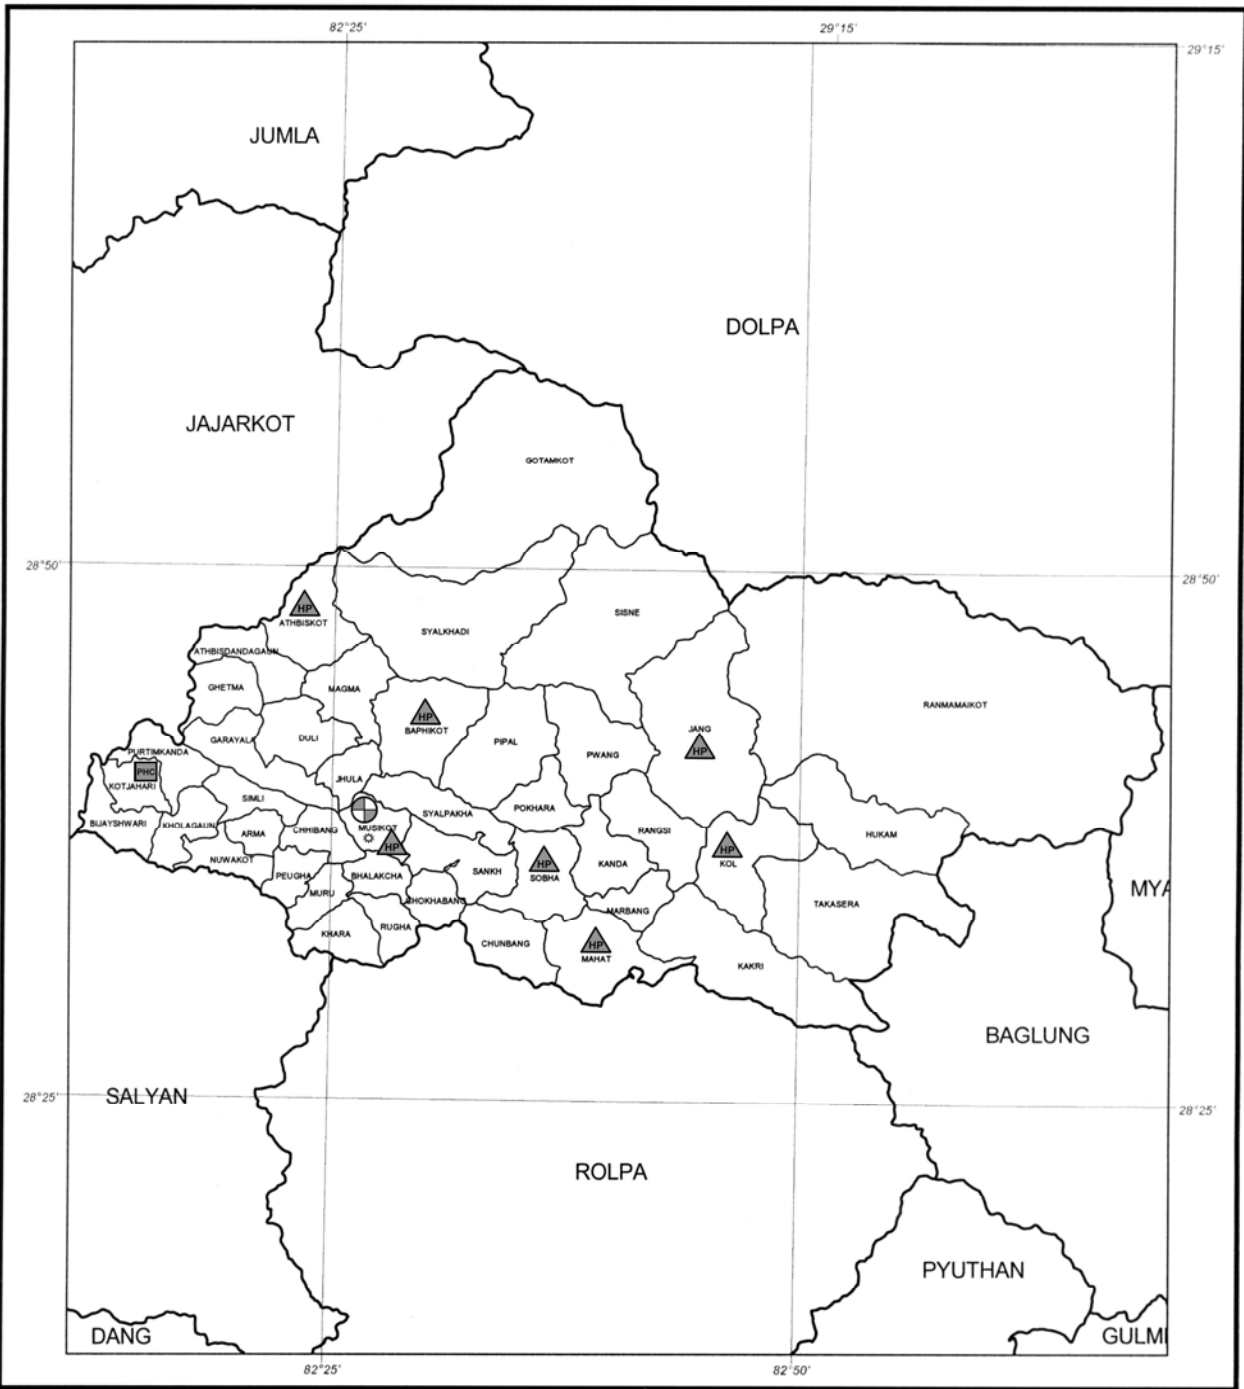 82°25'
29°15'
29°15'
JUMLA
DOLPA
JAJARKOT
GOTAMKOT
28°50'
28°50'
HP
ATHBISKOT
SISNE
SYALKHADI
ATHBISDANDAGAUN
GHETMA
MAGMA
RANMAMAIKOT
HP
BAPHIKOT
JANG
HP
GARAYALA
DULI
PIPAL
PWANG
PURTIMKANDA
PHC
KOTJAHARI
JHULA
SIMLI
SYALPAKHA
POKHARA
BIJAYSHWARI
KHOLAGAUN
ARMA
CHHIBANG
MUSIKOT
HP
RANGSI
HUKAM
NUWAKOT
HP
SOBHA
KANDA
HP
KOL
PEUGHA
BHALAKCHA
SANKH
MURU
MYA
TAKASERA
MARBANG
KHARA
RUGHA
CHUNBANG
HP
MAHAT
KAKRI
BAGLUNG
SALYAN
28°25'
28°25'
ROLPA
PYUTHAN
DANG
GULMI
82°25'
82°50'